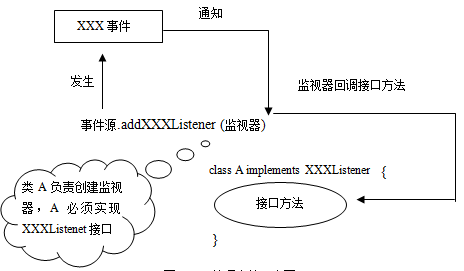 XXX 事件
通知
发生
监视器回调接口方法
事件源.addXXXListener (监视器)
类 A 负责创建监视
器，A 必须实现
XXXListenet 接口
class A implements XXXListener {
接口方法
}